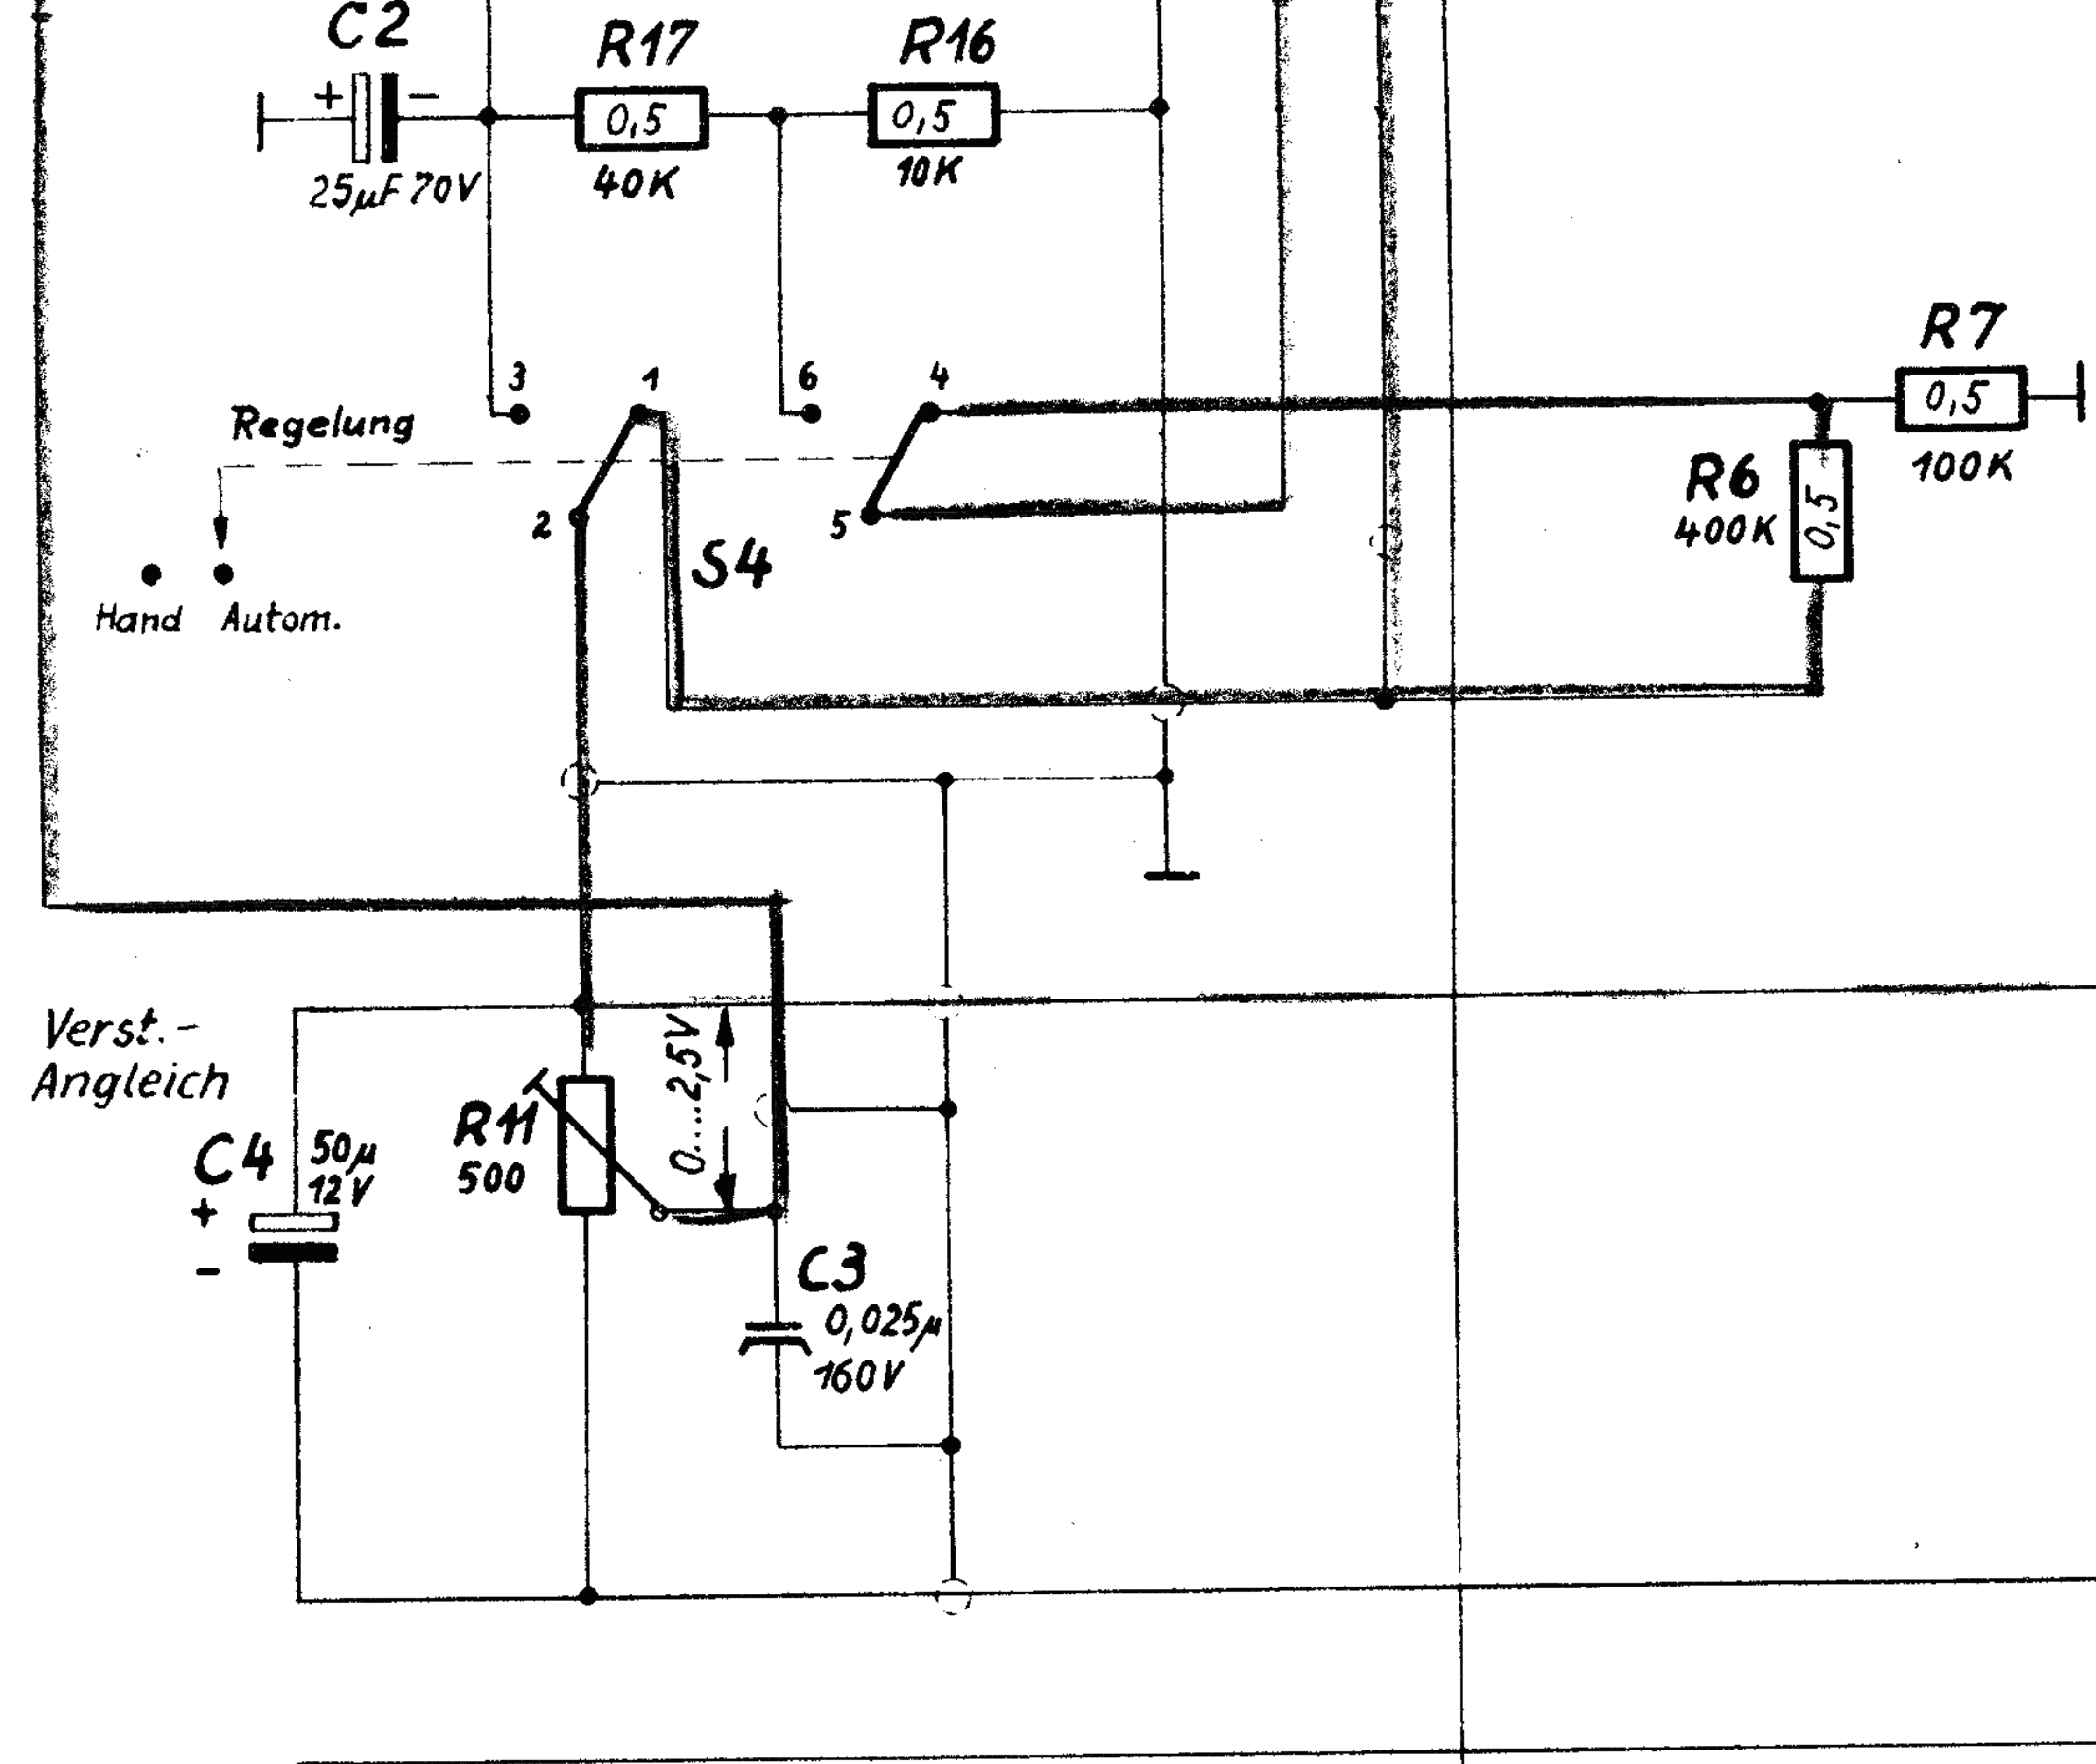 C2
R17
R16
+
−
0,5
0,5
25µF 70V
40K
10K
R7
3
1
6
4
0,5
Regelung
100K
R6
400K
0,5
2
5
S4
Hand Autom.
Verst.-
Angleich
0....2,5V
R11
500
C4
50µ
12V
+
−
C3
0,025µ
160V